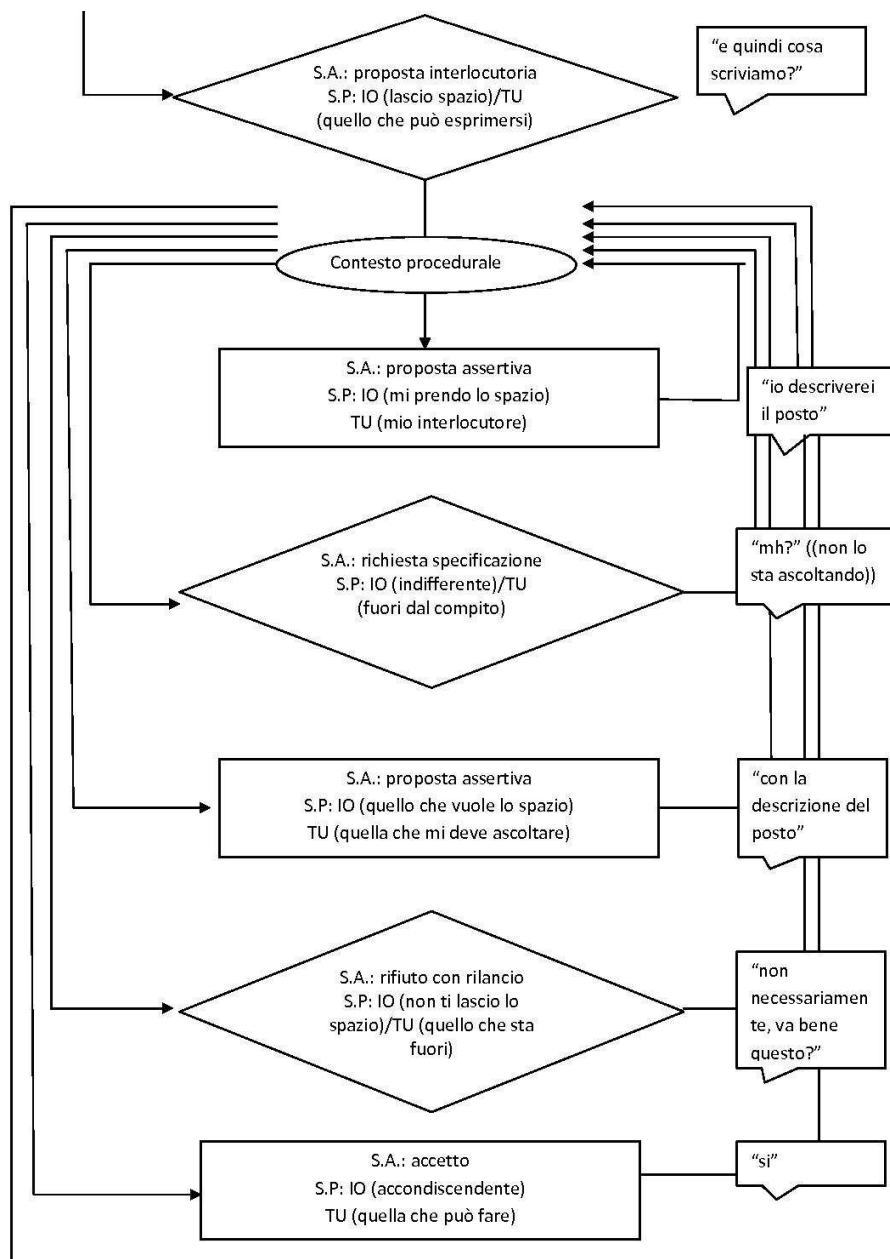 S.A.: proposta interlocutoria
S.P: IO (lascio spazio)/TU
(quello che può esprimersi)
“e quindi cosa
scriviamo?”
Contesto procedurale
S.A.: proposta assertiva
S.P: IO (mi prendo lo spazio)
TU (mio interlocutore)
“io descriverei
il posto”
S.A.: richiesta specificazione
S.P: IO (indifferente)/TU
(fuori dal compito)
“mh?” ((non lo
sta ascoltando))
S.A.: proposta assertiva
S.P: IO (quello che vuole lo spazio)
TU (quella che mi deve ascoltare)
“con la
descrizione del
posto”
S.A.: rifiuto con rilancio
S.P: IO (non ti lascio lo
spazio)/TU (quello che sta
fuori)
“non
necessariamen
te, va bene
questo?”
S.A.: accetto
S.P: IO (accondiscendente)
TU (quella che può fare)
“si”